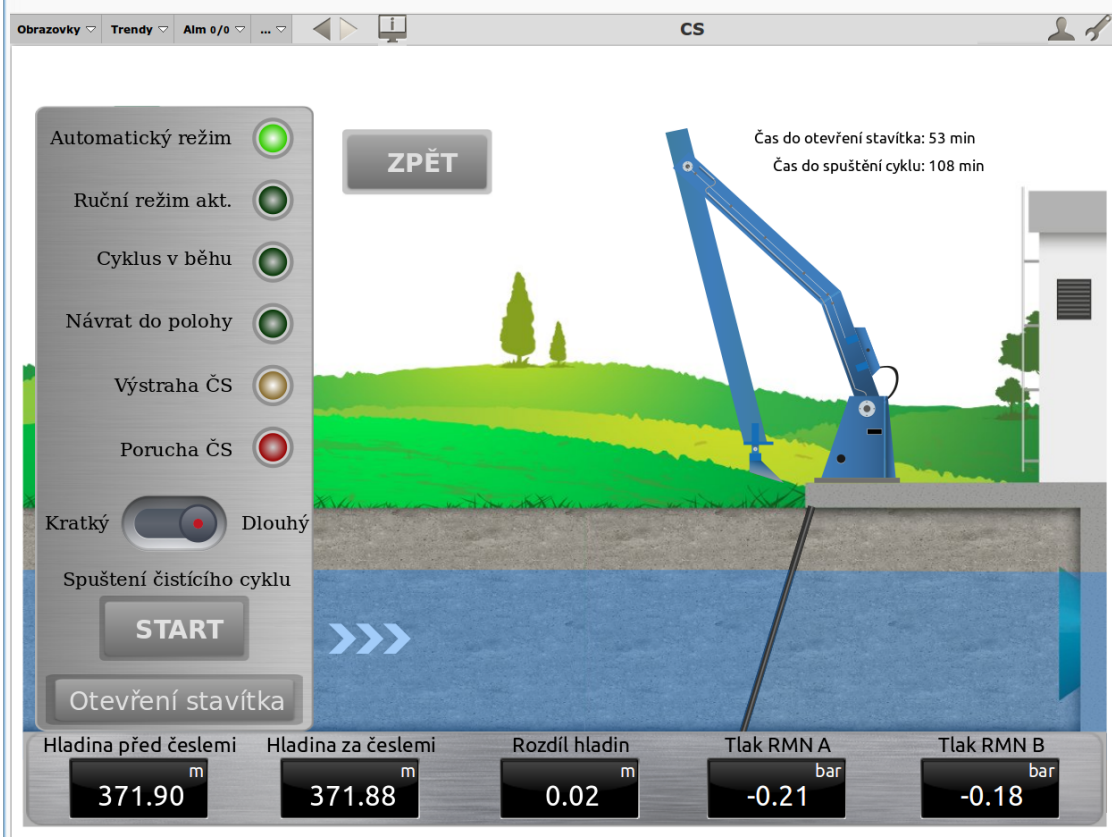 Obrazovky Trendy Alm 0/0 ... i CS
Automatický režim
Ruční režim akt.
Cyklus v běhu
Návrat do polohy
Výstraha ČS
Porucha ČS
Kratký Dlouhý
Spuštení čistícího cyklu
START
Otevření stavítka
ZPĚT
Čas do otevření stavítka: 53 min
Čas do spuštění cyklu: 108 min
Hladina před česlemi
m
371.90
Hladina za česlemi
m
371.88
Rozdíl hladin
m
0.02
Tlak RMN A
bar
-0.21
Tlak RMN B
bar
-0.18